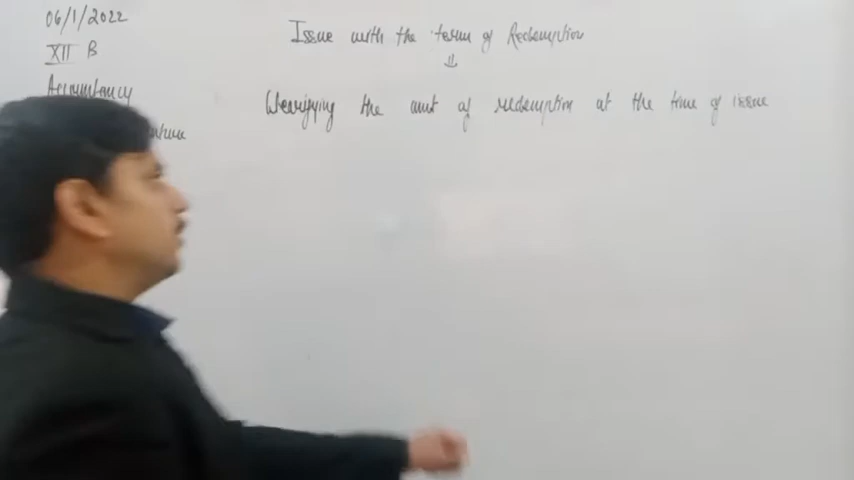 06/1/2022
XII B
Accountancy
Issue with the term of Redemption
⇓
the amt of redemption at the time of issue